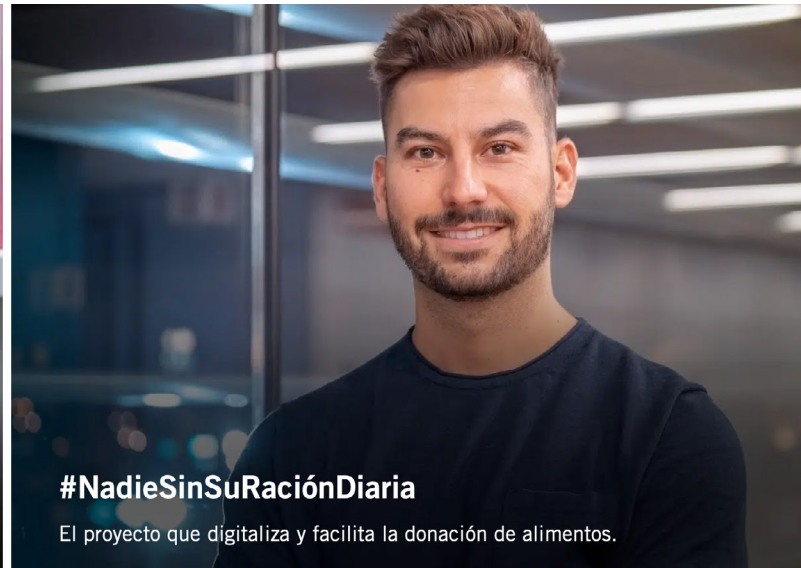 #NadieSinSuRaciónDiaria
El proyecto que digitaliza y facilita la donación de alimentos.